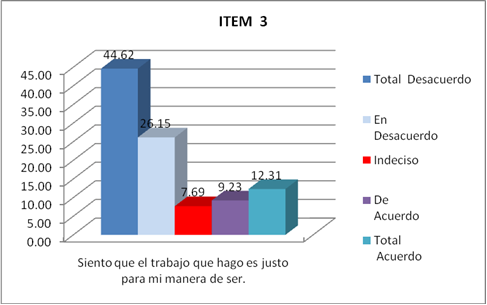 ITEM 3
45.00
40.00
35.00
30.00
25.00
20.00
15.00
10.00
5.00
0.00
44.62
26.15
7.69
9.23
12.31
Siento que el trabajo que hago es justo
para mi manera de ser.
Total Desacuerdo
En
Desacuerdo
Indeciso
De
Acuerdo
Total
Acuerdo